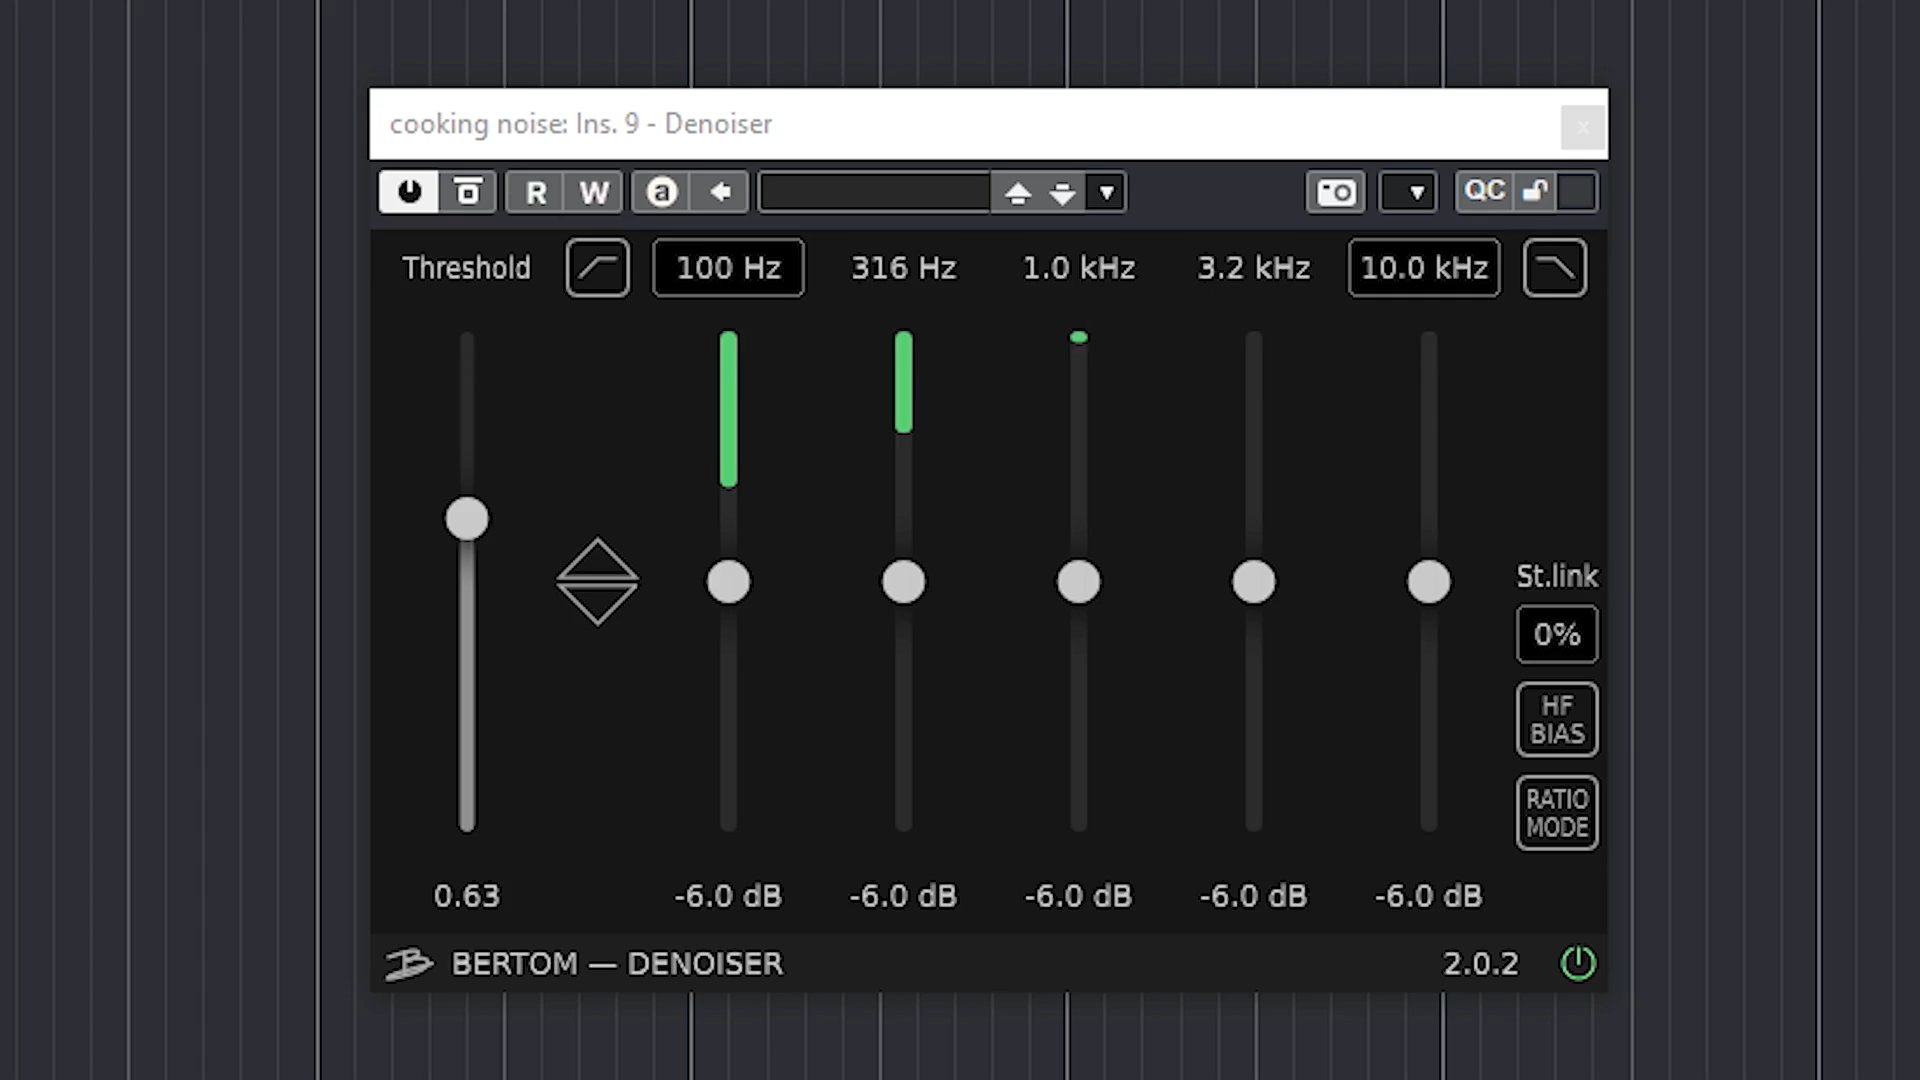 cooking noise: Ins. 9 - Denoiser
x
R W a QC
Threshold 100 Hz 316 Hz 1.0 kHz 3.2 kHz 10.0 kHz
St.link
0%
HF
BIAS
RATIO
MODE
0.63 -6.0 dB -6.0 dB -6.0 dB -6.0 dB -6.0 dB
BERTOM — DENOISER 2.0.2